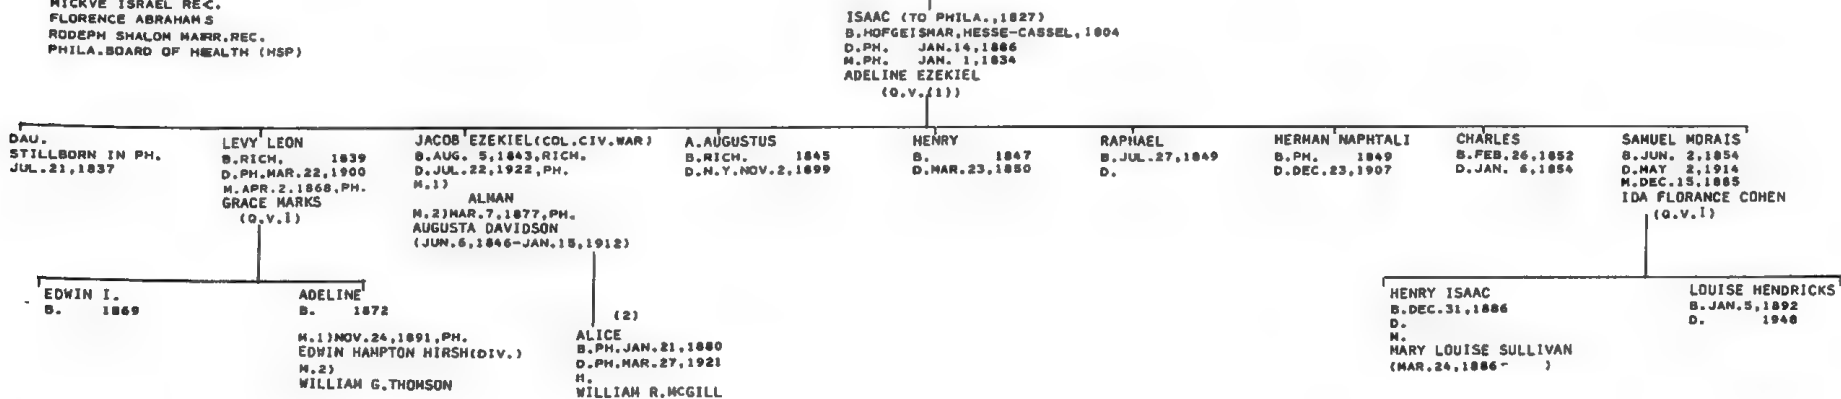 MICKVE ISRAEL REC.
FLORENCE ABRAHAMS
RODEPH SHALOM MARR.REC.
PHILA.BOARD OF HEALTH (HSP)
ISAAC (TO PHILA.,1827)
B.HOFGEISMAR,HESSE-CASSEL,1804
D.PH. JAN.14,1886
M.PH. JAN. 1,1834
ADELINE EZEKIEL
(Q.V.(1))
DAU.
STILLBORN IN PH.
JUL.21,1837
LEVY LEON
B.RICH. 1839
D.PH.MAR.22,1900
M.APR.2.1868,PH.
GRACE MARKS
(Q.V.I)
JACOB EZEKIEL(COL.CIV.WAR)
B.AUG. 5,1843,RICH.
D.JUL.22,1922,PH.
M.1)
ALMAN
M.2)MAR.7,1877,PH.
AUGUSTA DAVIDSON
(JUN.6,1846-JAN.15,1912)
A.AUGUSTUS
B.RICH. 1845
D.N.Y.NOV.2,1899
HENRY
B. 1847
D.MAR.23,1850
RAPHAEL
B.JUL.27,1849
D.
HERMAN NAPHTALI
B.PH. 1849
D.DEC.23,1907
CHARLES
B.FEB.26,1852
D.JAN. 6,1854
SAMUEL MORAIS
B.JUN. 2,1854
D.MAY 2,1914
M.DEC.15,1885
IDA FLORANCE COHEN
(Q.V.I)
EDWIN I.
B. 1869
ADELINE
B. 1872
M.1)NOV.24,1891,PH.
EDWIN HAMPTON HIRSH(DIV.)
M.2)
WILLIAM G.THOMSON
(2)
ALICE
B.PH.JAN.21,1880
D.PH.MAR.27,1921
M.
WILLIAM R.MCGILL
HENRY ISAAC
B.DEC.31,1886
D.
M.
MARY LOUISE SULLIVAN
(MAR.24,1886- )
LOUISE HENDRICKS
B.JAN.5,1892
D. 1948